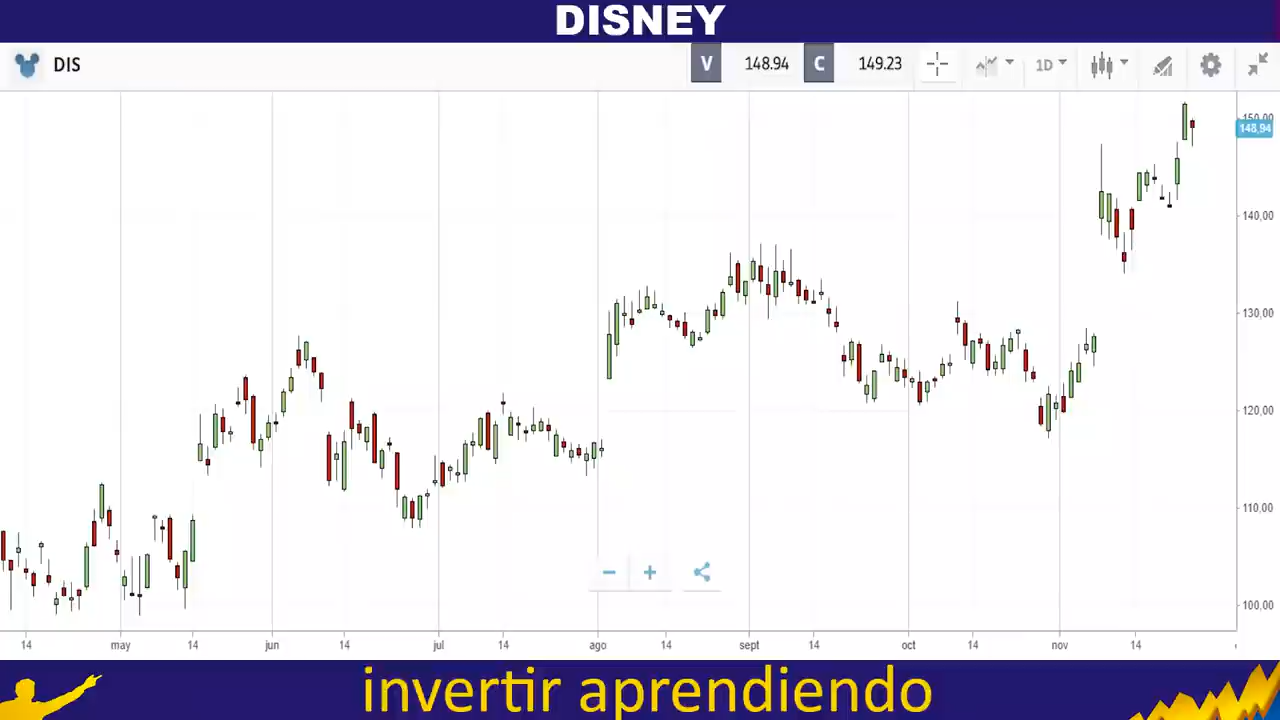 DISNEY
DIS V 148.94 C 149.23 1D
150,00
148,94
140,00
130,00
120,00
110,00
100,00
14 may 14 jun 14 jul 14 ago 14 sept 14 oct 14 nov 14
invertir aprendiendo